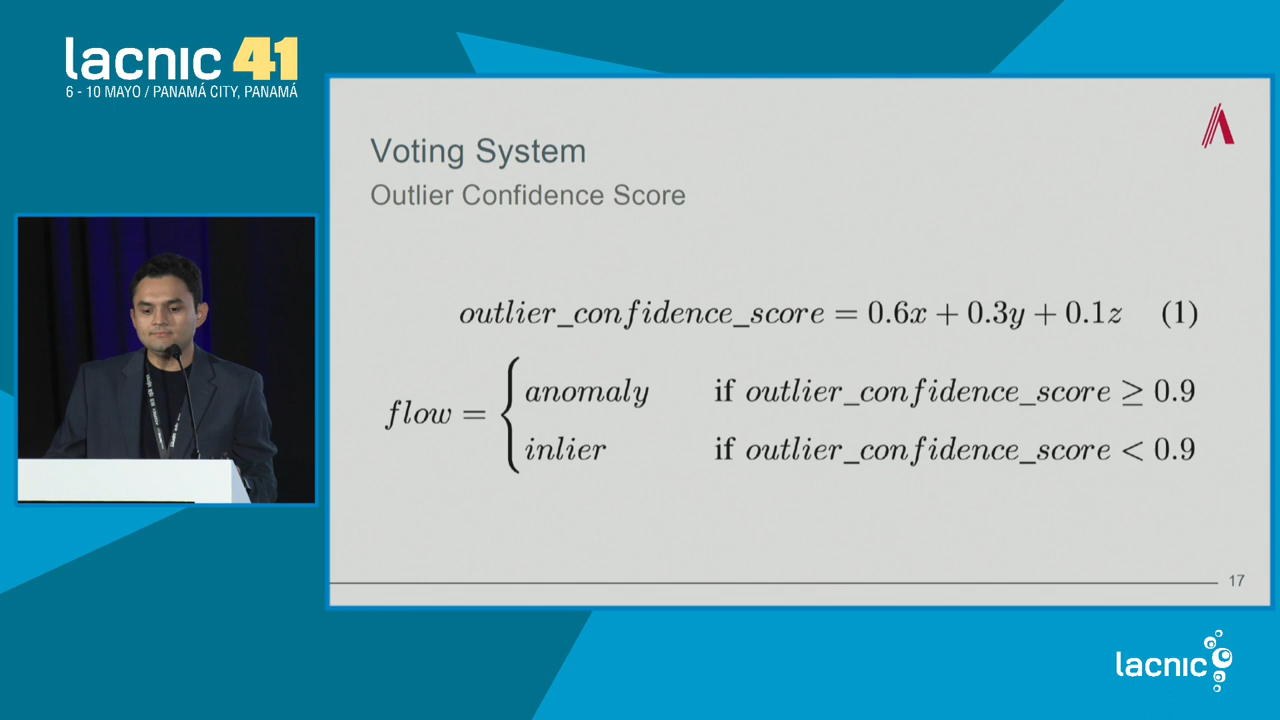 lacnic 41
6 - 10 MAYO / PANAMÁ CITY, PANAMÁ
Voting System
Outlier Confidence Score
outlier_confidence_score = 0.6x + 0.3y + 0.1z (1)
flow = { anomaly if outlier_confidence_score ≥ 0.9
inlier if outlier_confidence_score < 0.9
17
lacnic